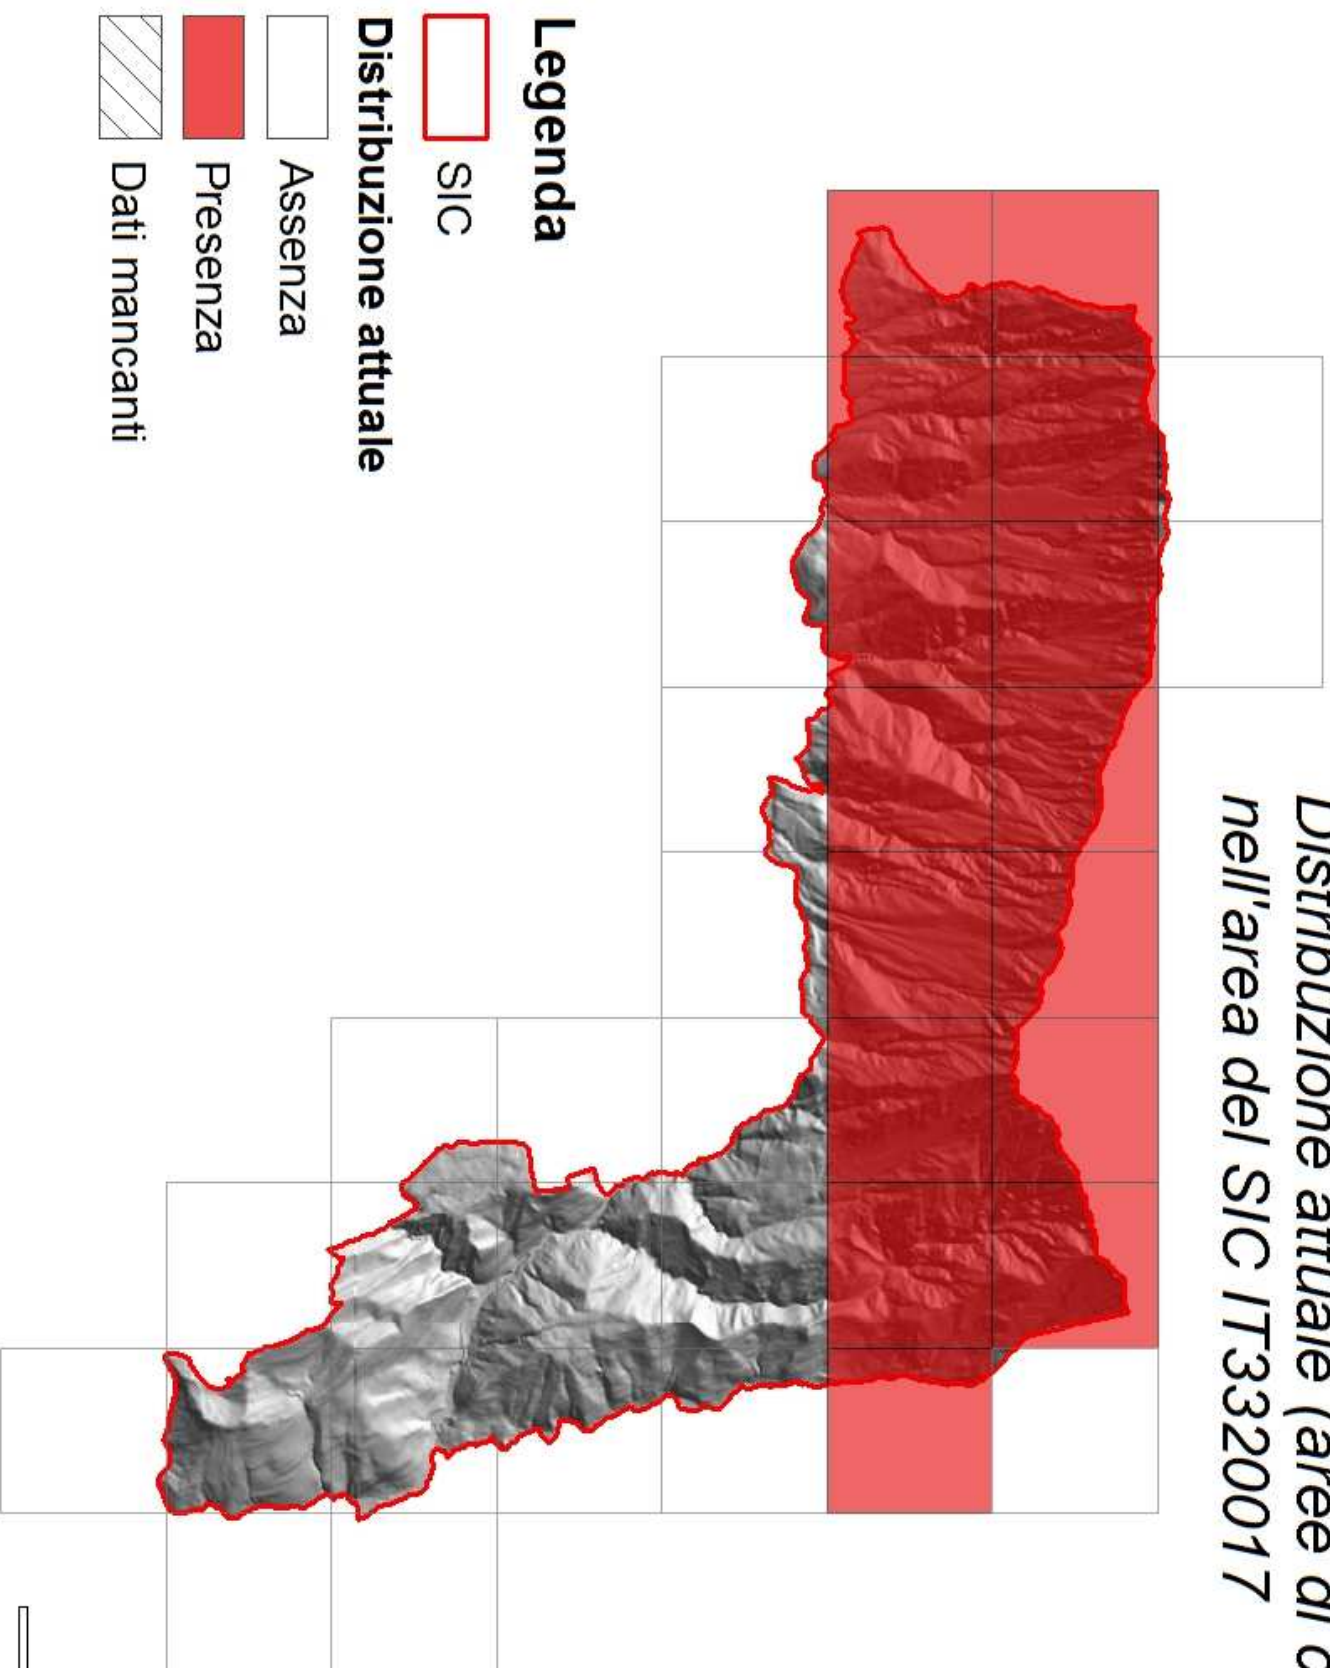 Distribuzione attuale (aree di
nell'area del SIC IT3320017
Legenda
SIC
Distribuzione attuale
Assenza
Presenza
Dati mancanti